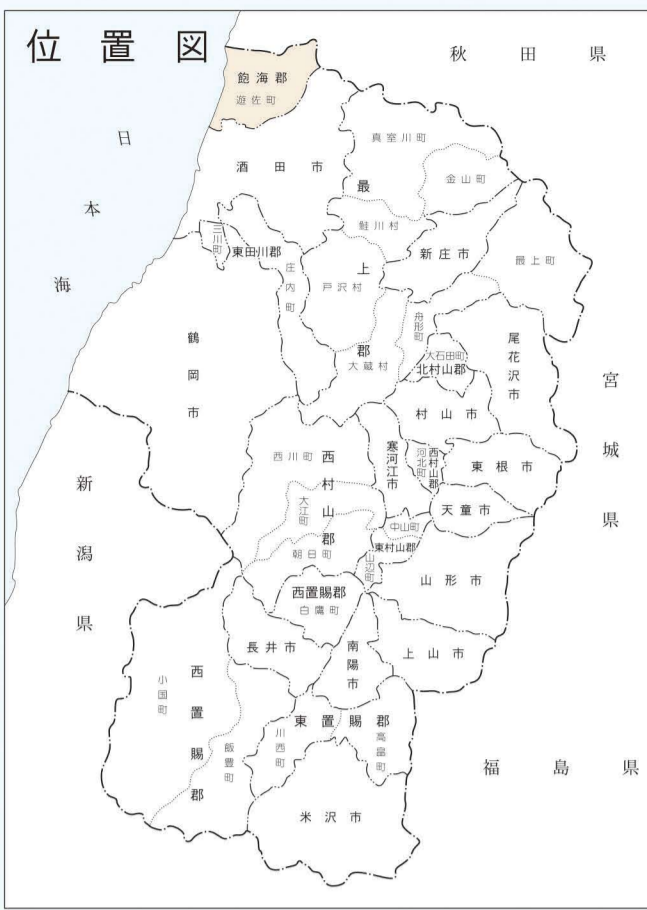 位置図
秋田県
飽海郡
遊佐町
日本海
真室川町
酒田市
金山町
最上郡
鮭川村
三川町
東田川郡
新庄市
最上町
庄内町
戸沢村
舟形町
尾花沢市
大石田町
北村山郡
鶴岡市
大蔵村
宮城県
村山市
寒河江市
西村山郡
河北町
東根市
西川町
西村山郡
新潟県
大江町
天童市
中山町
東村山郡
朝日町
山辺町
山形市
西置賜郡
白鷹町
長井市
南陽市
上山市
小国町
西置賜郡
東置賜郡
川西町
高畠町
飯豊町
福島県
米沢市